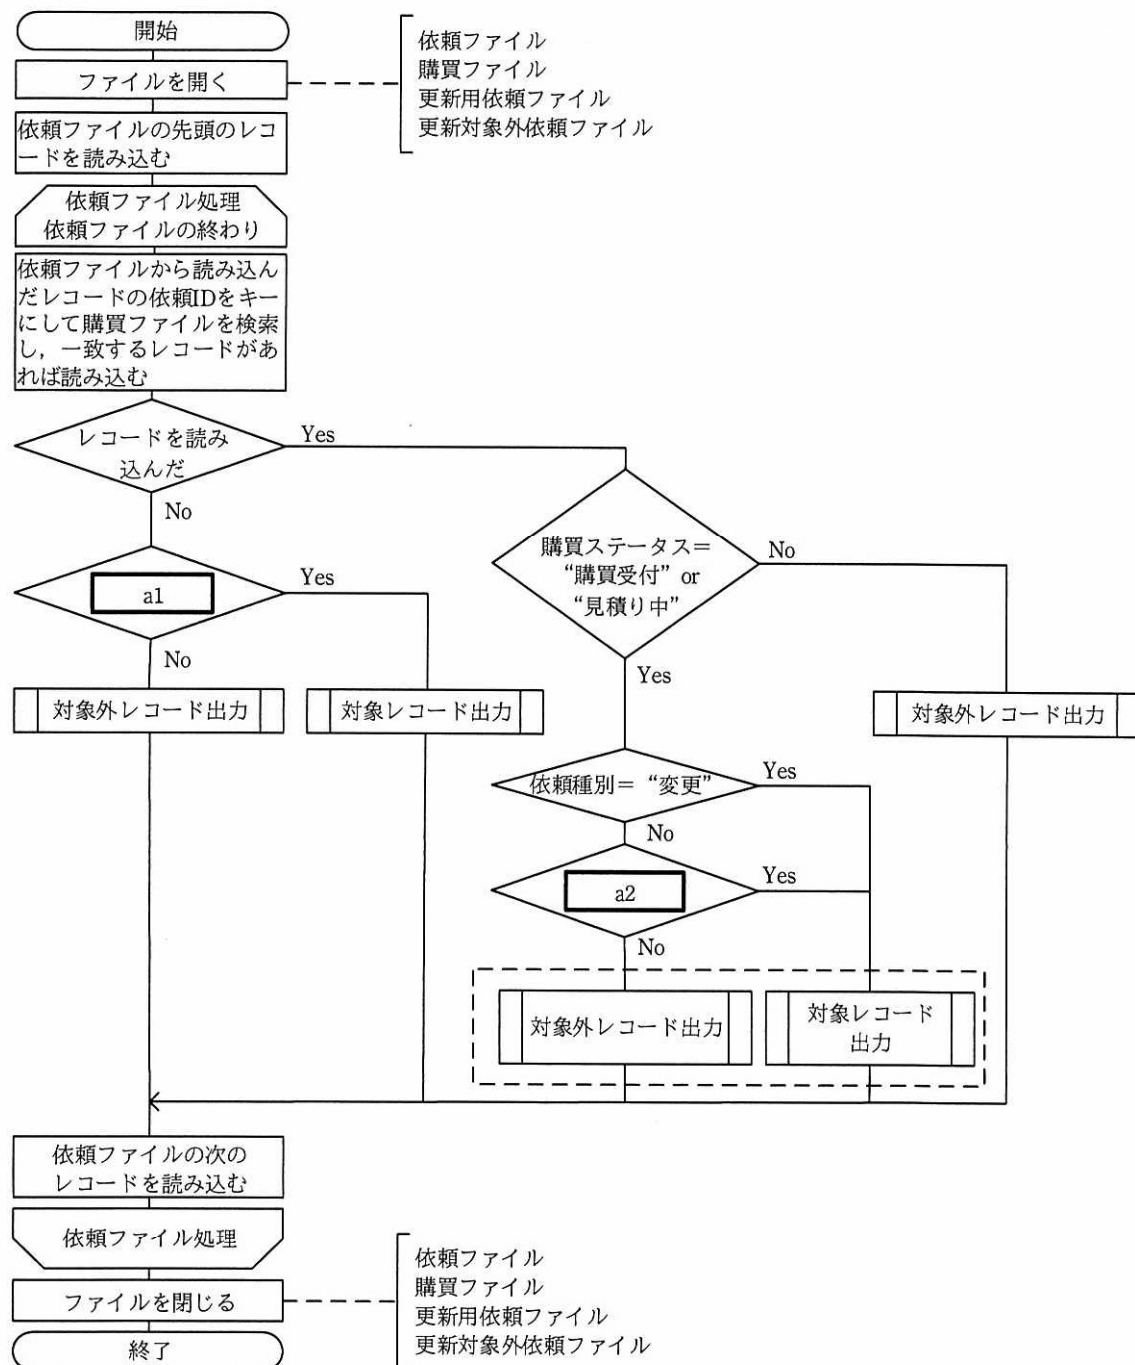 開始
ファイルを開く
依頼ファイル
購買ファイル
更新用依頼ファイル
更新対象外依頼ファイル
依頼ファイルの先頭のレコ
ードを読み込む
依頼ファイル処理
依頼ファイルの終わり
依頼ファイルから読み込ん
だレコードの依頼IDをキー
にして購買ファイルを検索
し，一致するレコードがあ
れば読み込む
レコードを読み
込んだ
Yes
No
購買ステータス＝
“購買受付” or
“見積り中”
No
Yes
a1
Yes
No
対象外レコード出力
対象レコード出力
対象外レコード出力
依頼種別＝“変更”
Yes
No
a2
Yes
No
対象外レコード出力
対象レコード
出力
依頼ファイルの次の
レコードを読み込む
依頼ファイル処理
ファイルを閉じる
依頼ファイル
購買ファイル
更新用依頼ファイル
更新対象外依頼ファイル
終了